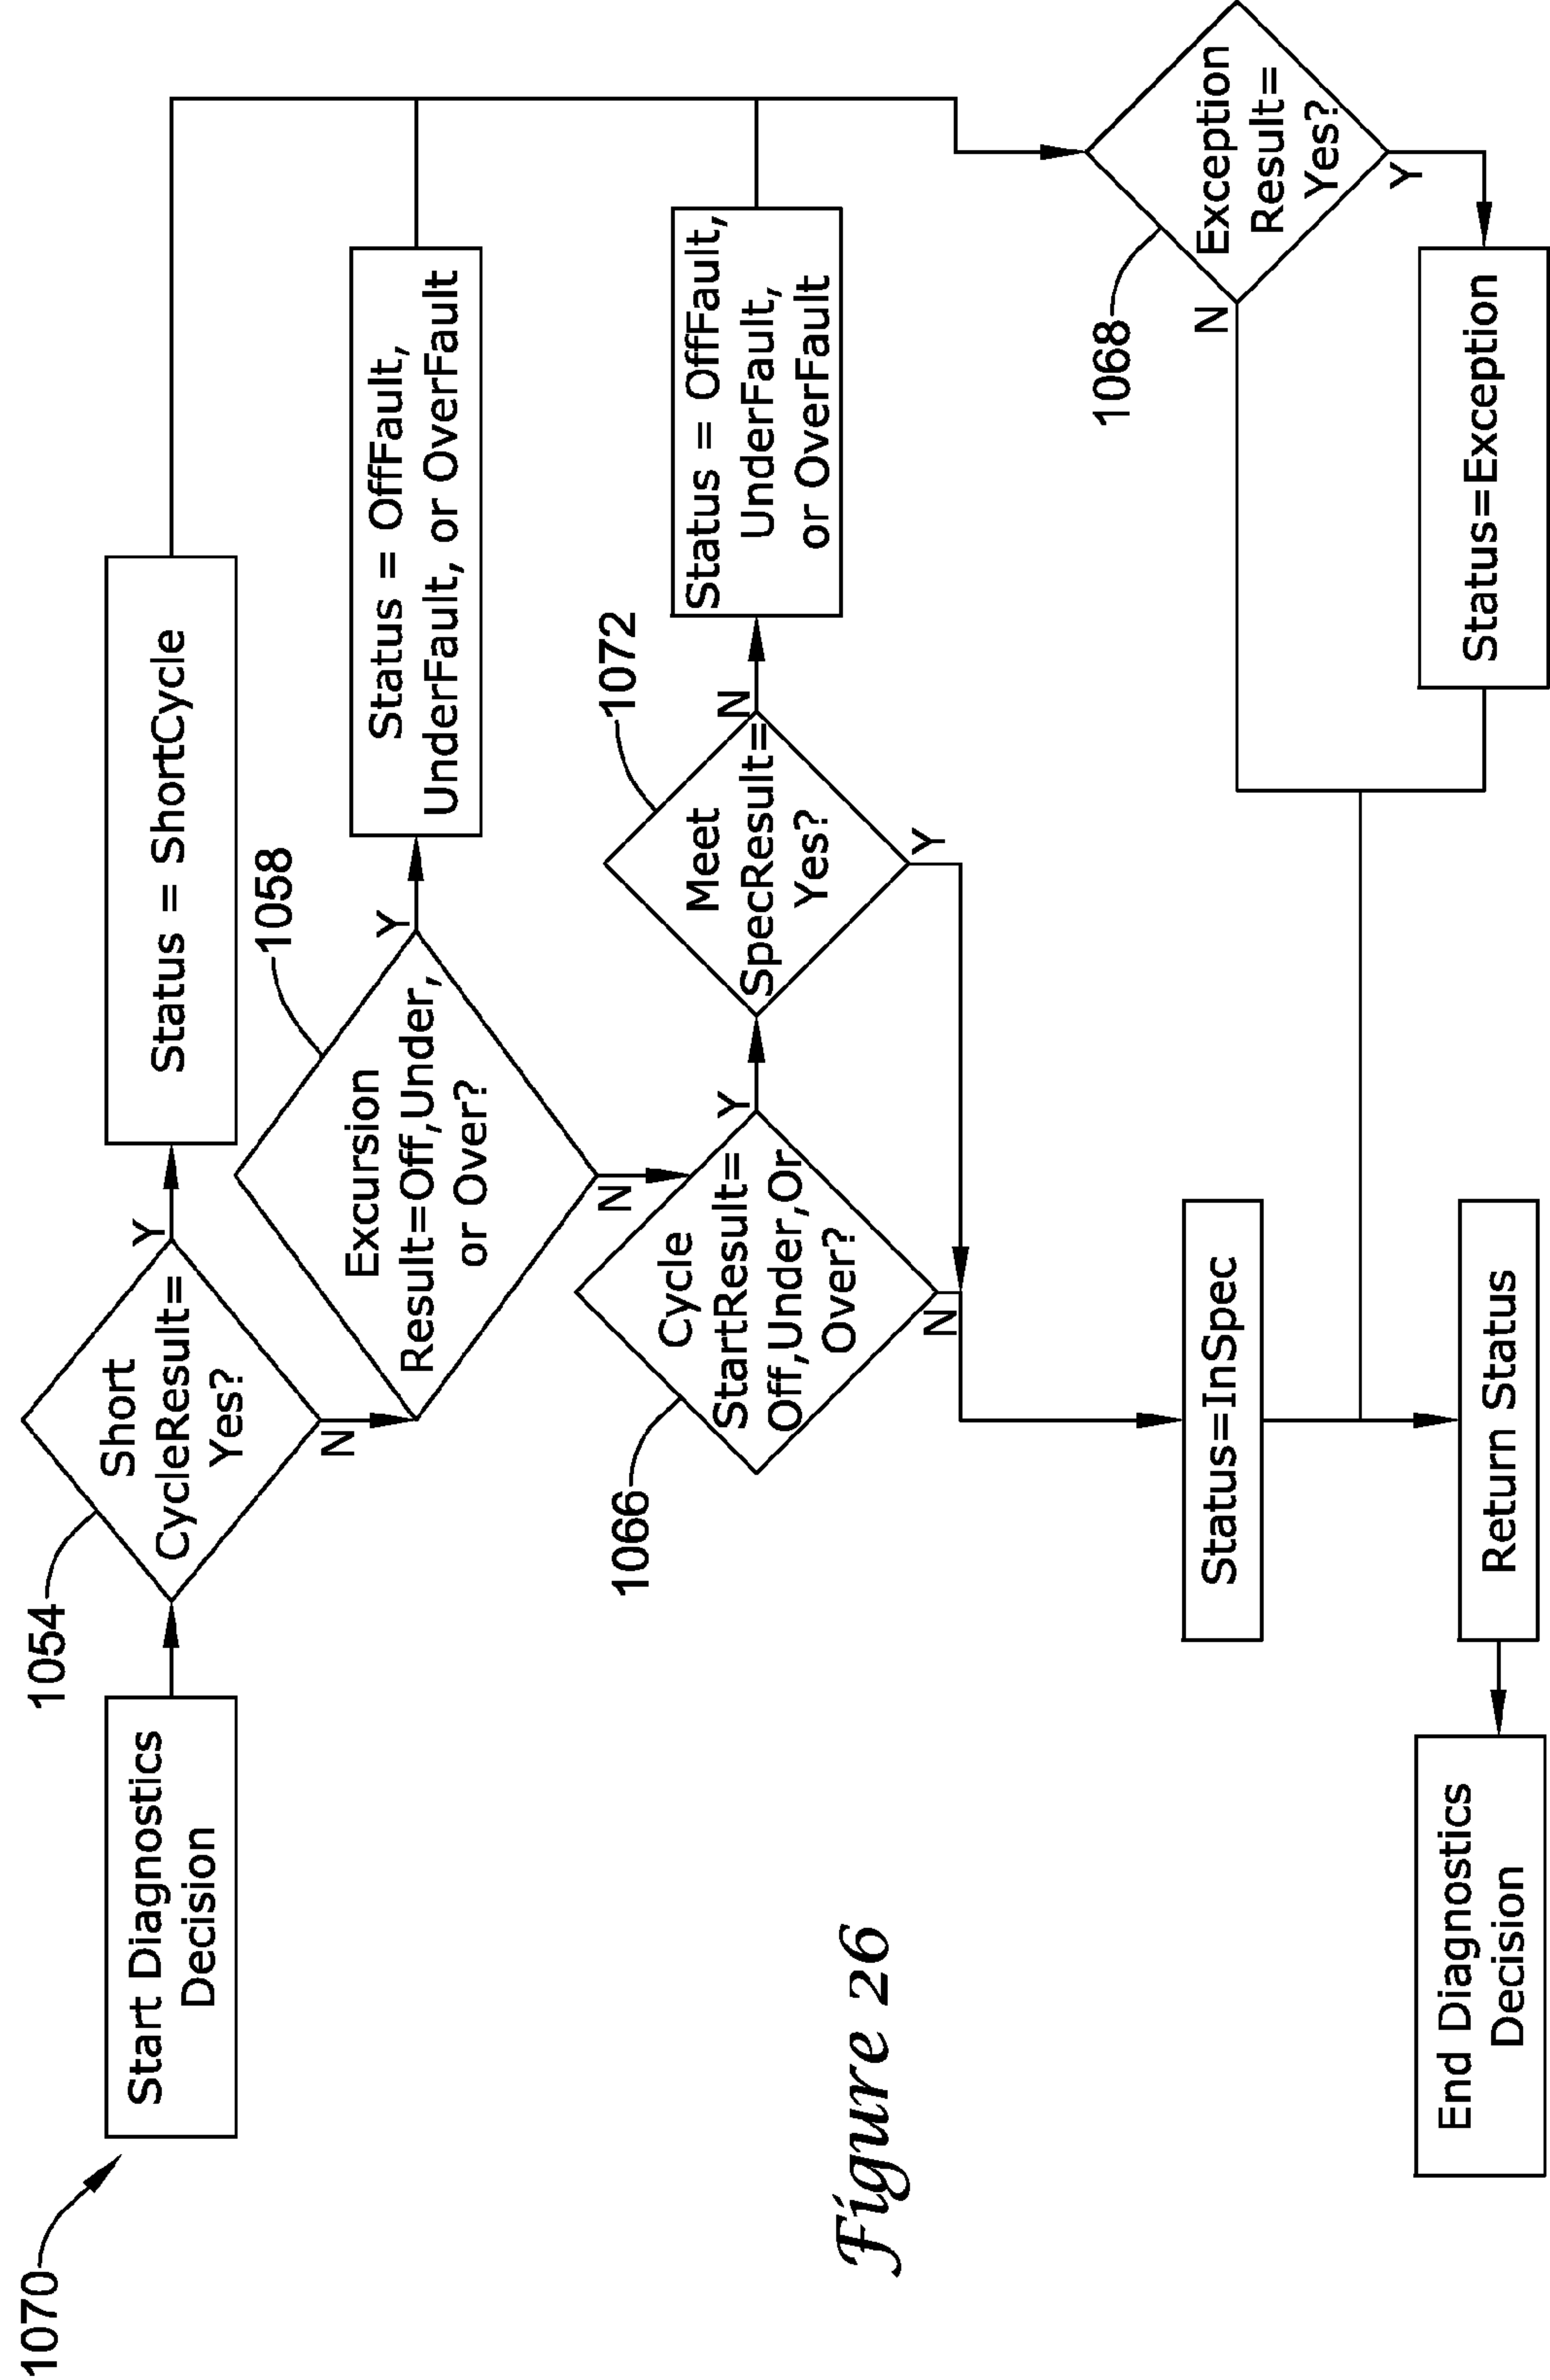 1070
Start Diagnostics
Decision
1054
Short
CycleResult=
Yes?
Y
N
Status = ShortCycle
1058
Excursion
Result=Off,Under,
or Over?
Y
N
Status = OffFault,
UnderFault, or OverFault
1066
Cycle
StartResult=
Off,Under,Or
Over?
Y
N
1072
Meet
SpecResult=
Yes?
N
Y
Status = OffFault,
UnderFault,
or OverFault
1068
Exception
Result=
Yes?
N
Y
Status=Exception
Status=InSpec
Return Status
End Diagnostics
Decision
Figure 26